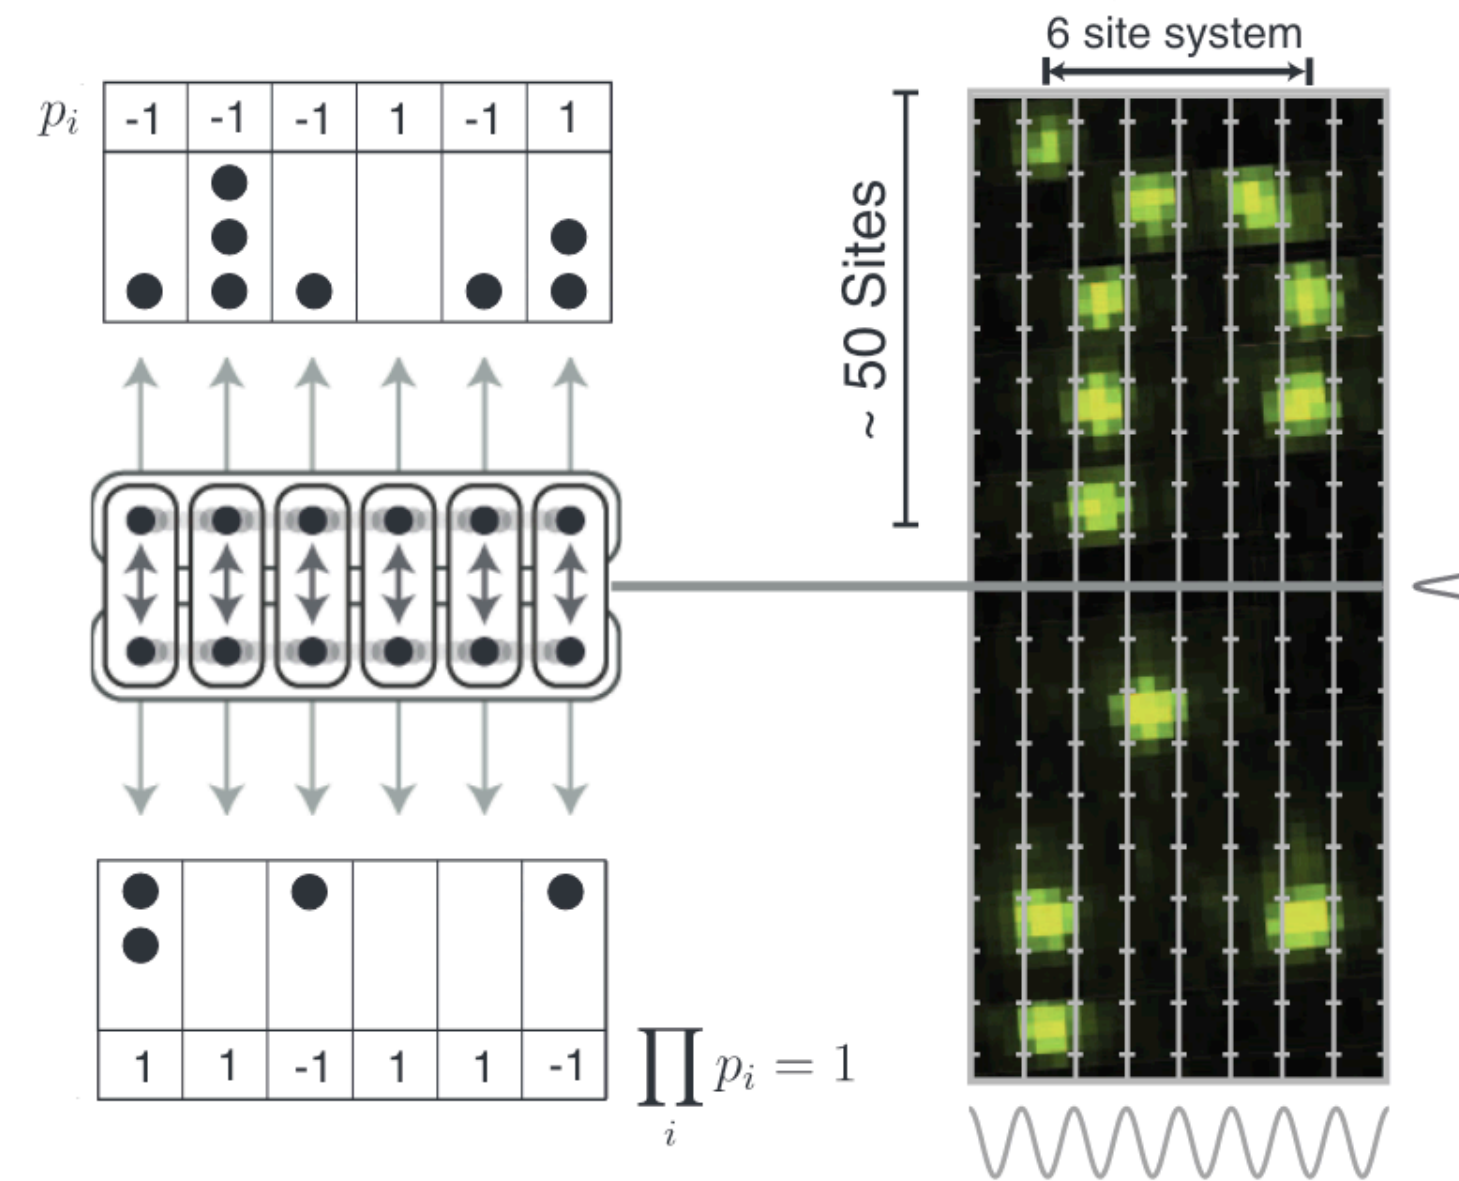 6 site system
p_i -1 -1 -1 1 -1 1
~ 50 Sites
1 1 -1 1 1 -1
∏_i p_i = 1